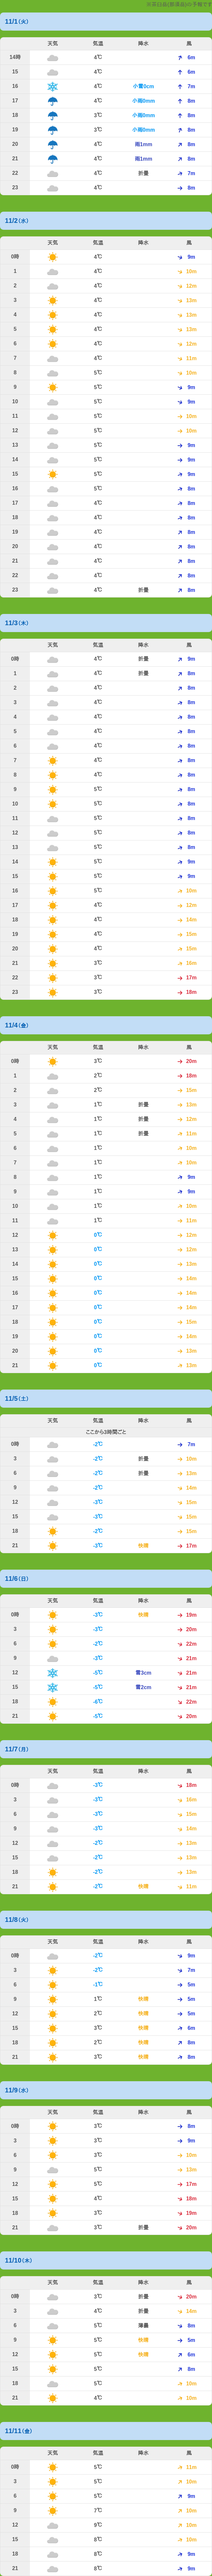 11/1（火）
天気 気温 降水 風
14時 4℃ 6m
15 4℃ 6m
16 4℃ 小雪0cm 7m
17 4℃ 小雨0mm 8m
18 3℃ 小雨0mm 8m
19 3℃ 小雨0mm 8m
20 4℃ 雨1mm 8m
21 4℃ 雨1mm 8m
22 4℃ 折曇 7m
23 4℃ 8m
11/2（水）
天気 気温 降水 風
0時 4℃ 9m
1 4℃ 10m
2 4℃ 12m
3 4℃ 13m
4 4℃ 13m
5 4℃ 13m
6 4℃ 12m
7 4℃ 11m
8 5℃ 10m
9 5℃ 9m
10 5℃ 9m
11 5℃ 10m
12 5℃ 10m
13 5℃ 9m
14 5℃ 9m
15 5℃ 9m
16 5℃ 8m
17 4℃ 8m
18 4℃ 8m
19 4℃ 8m
20 4℃ 8m
21 4℃ 8m
22 4℃ 8m
23 4℃ 折曇 8m
11/3（木）
天気 気温 降水 風
0時 4℃ 折曇 9m
1 4℃ 折曇 8m
2 4℃ 8m
3 4℃ 8m
4 4℃ 8m
5 4℃ 8m
6 4℃ 8m
7 4℃ 8m
8 4℃ 8m
9 5℃ 8m
10 5℃ 8m
11 5℃ 8m
12 5℃ 8m
13 5℃ 8m
14 5℃ 9m
15 5℃ 9m
16 5℃ 10m
17 4℃ 12m
18 4℃ 14m
19 4℃ 15m
20 4℃ 15m
21 3℃ 16m
22 3℃ 17m
23 3℃ 18m
11/4（金）
天気 気温 降水 風
0時 3℃ 20m
1 2℃ 18m
2 2℃ 15m
3 1℃ 折曇 13m
4 1℃ 折曇 12m
5 1℃ 折曇 11m
6 1℃ 10m
7 1℃ 10m
8 1℃ 9m
9 1℃ 9m
10 1℃ 10m
11 1℃ 11m
12 0℃ 12m
13 0℃ 12m
14 0℃ 13m
15 0℃ 14m
16 0℃ 14m
17 0℃ 14m
18 0℃ 15m
19 0℃ 14m
20 0℃ 13m
21 0℃ 13m
11/5（土）
天気 気温 降水 風
ここから3時間ごと
0時 -2℃ 7m
3 -2℃ 折曇 10m
6 -2℃ 折曇 13m
9 -2℃ 14m
12 -3℃ 15m
15 -3℃ 15m
18 -2℃ 15m
21 -3℃ 快晴 17m
11/6（日）
天気 気温 降水 風
0時 -3℃ 快晴 19m
3 -3℃ 20m
6 -2℃ 22m
9 -3℃ 21m
12 -5℃ 雪3cm 21m
15 -5℃ 雪2cm 21m
18 -6℃ 22m
21 -5℃ 20m
11/7（月）
天気 気温 降水 風
0時 -3℃ 18m
3 -3℃ 16m
6 -3℃ 15m
9 -3℃ 14m
12 -2℃ 13m
15 -2℃ 13m
18 -2℃ 13m
21 -2℃ 快晴 11m
11/8（火）
天気 気温 降水 風
0時 -2℃ 9m
3 -2℃ 7m
6 -1℃ 5m
9 1℃ 快晴 5m
12 2℃ 快晴 5m
15 3℃ 快晴 6m
18 2℃ 快晴 8m
21 3℃ 快晴 8m
11/9（水）
天気 気温 降水 風
0時 3℃ 8m
3 3℃ 9m
6 3℃ 10m
9 5℃ 13m
12 5℃ 17m
15 4℃ 18m
18 3℃ 19m
21 3℃ 折曇 20m
11/10（木）
天気 気温 降水 風
0時 3℃ 折曇 20m
3 4℃ 折曇 14m
6 5℃ 薄曇 8m
9 5℃ 快晴 5m
12 5℃ 快晴 6m
15 5℃ 8m
18 5℃ 10m
21 4℃ 10m
11/11（金）
天気 気温 降水 風
0時 5℃ 11m
3 5℃ 10m
6 5℃ 9m
9 7℃ 10m
12 9℃ 10m
15 8℃ 10m
18 8℃ 9m
21 8℃ 9m